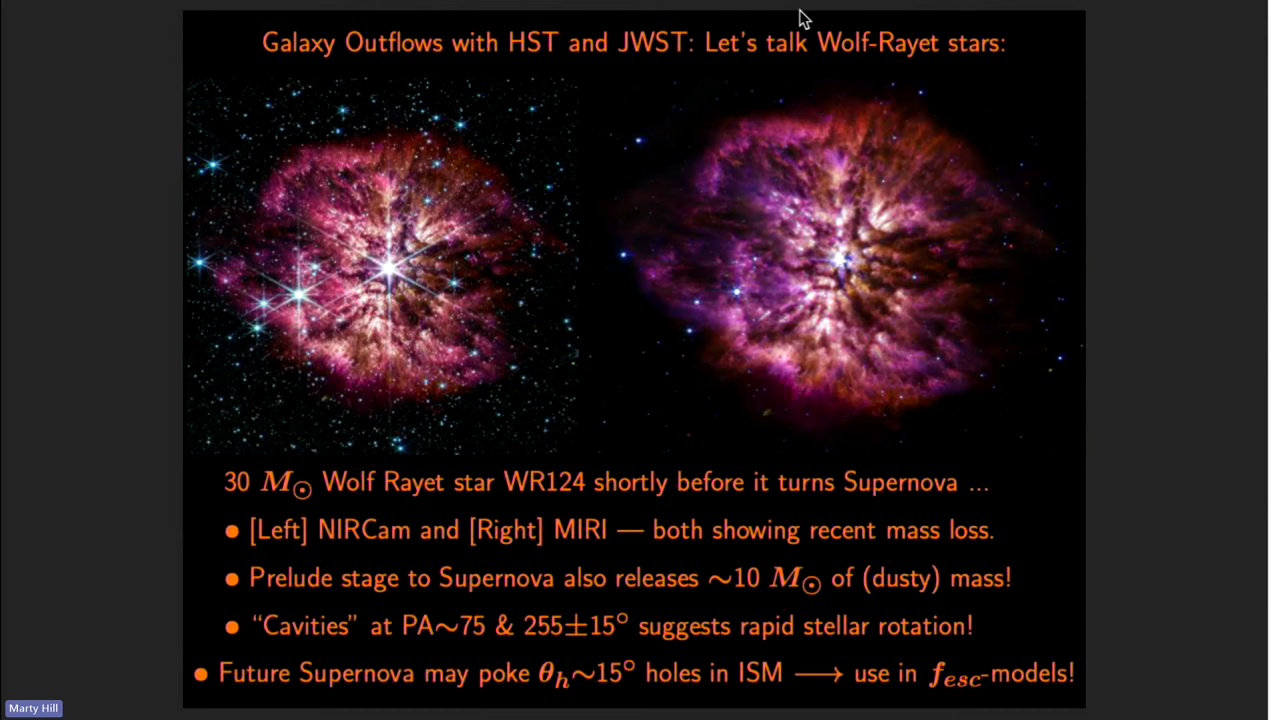 Galaxy Outflows with HST and JWST: Let's talk Wolf-Rayet stars:
30 M⊙ Wolf Rayet star WR124 shortly before it turns Supernova ...
● [Left] NIRCam and [Right] MIRI — both showing recent mass loss.
● Prelude stage to Supernova also releases ∼10 M⊙ of (dusty) mass!
● “Cavities” at PA∼75 & 255±15° suggests rapid stellar rotation!
● Future Supernova may poke θh∼15° holes in ISM ⟶ use in fesc-models!
Marty Hill